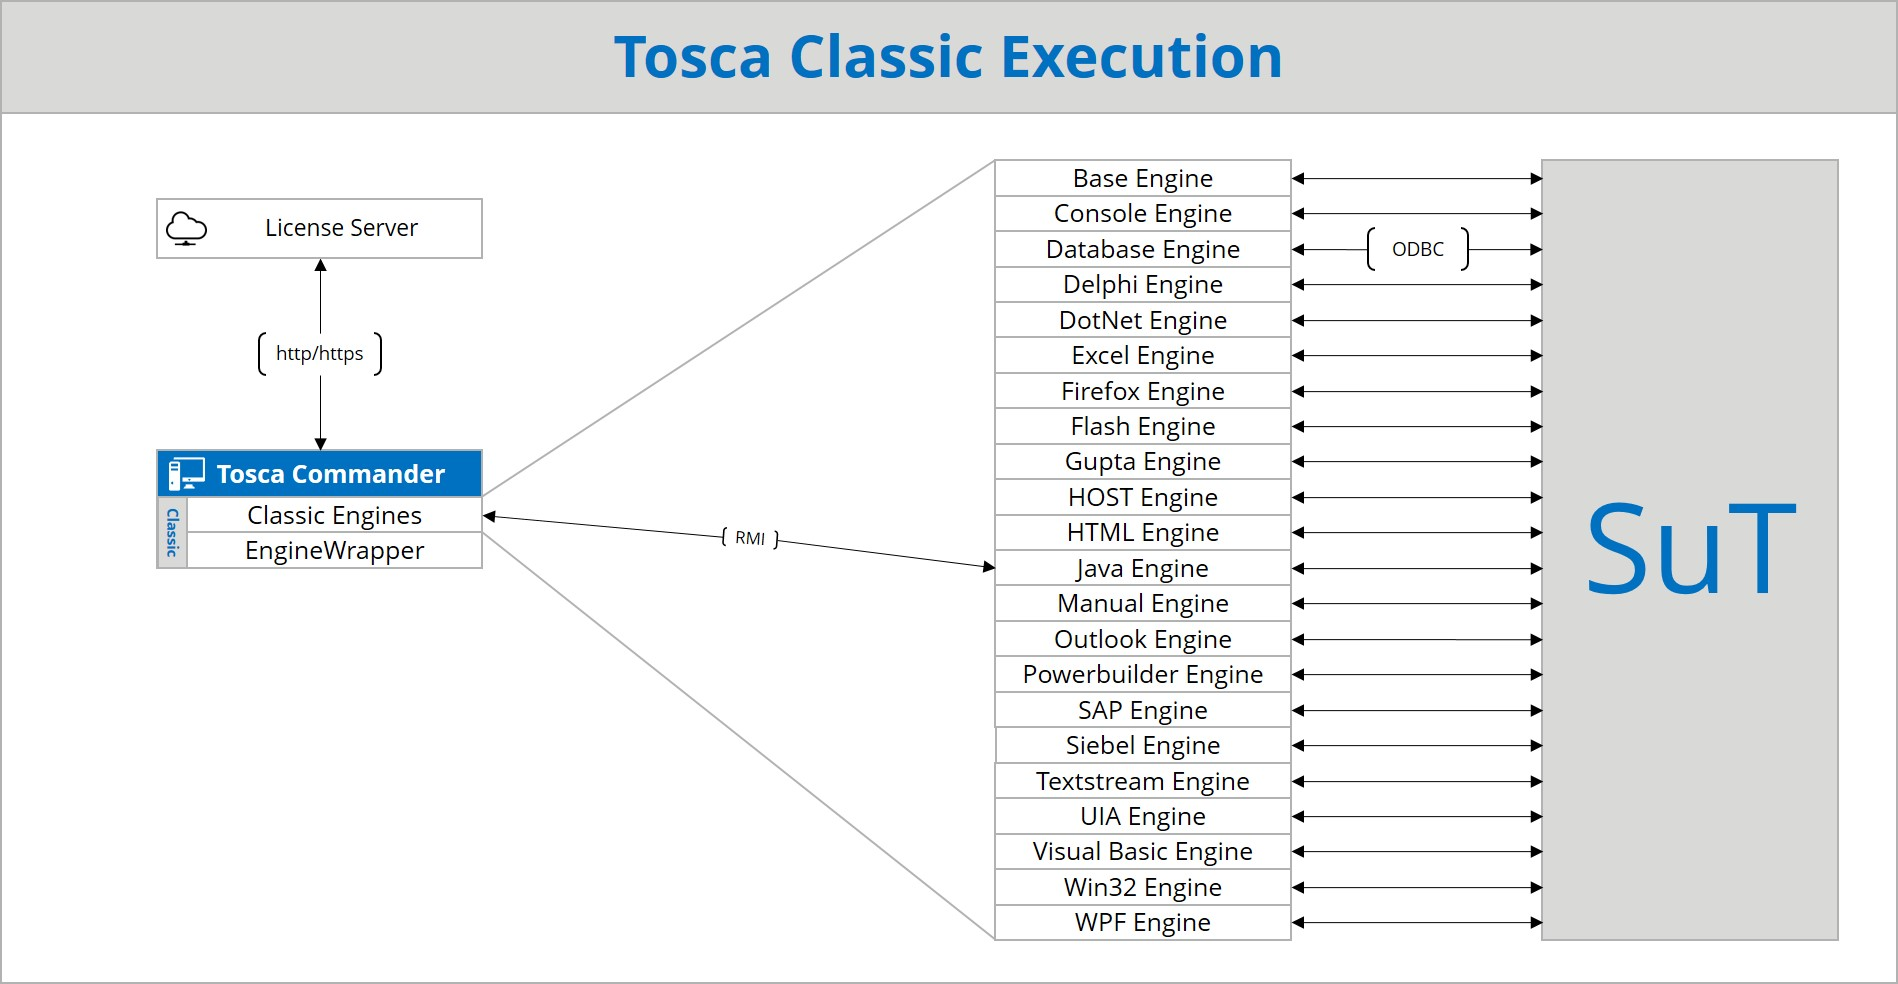 Tosca Classic Execution
License Server
http/https
Tosca Commander
Classic
Classic Engines
EngineWrapper
RMI
Base Engine
Console Engine
Database Engine
ODBC
Delphi Engine
DotNet Engine
Excel Engine
Firefox Engine
Flash Engine
Gupta Engine
HOST Engine
HTML Engine
Java Engine
Manual Engine
Outlook Engine
Powerbuilder Engine
SAP Engine
Siebel Engine
Textstream Engine
UIA Engine
Visual Basic Engine
Win32 Engine
WPF Engine
SuT